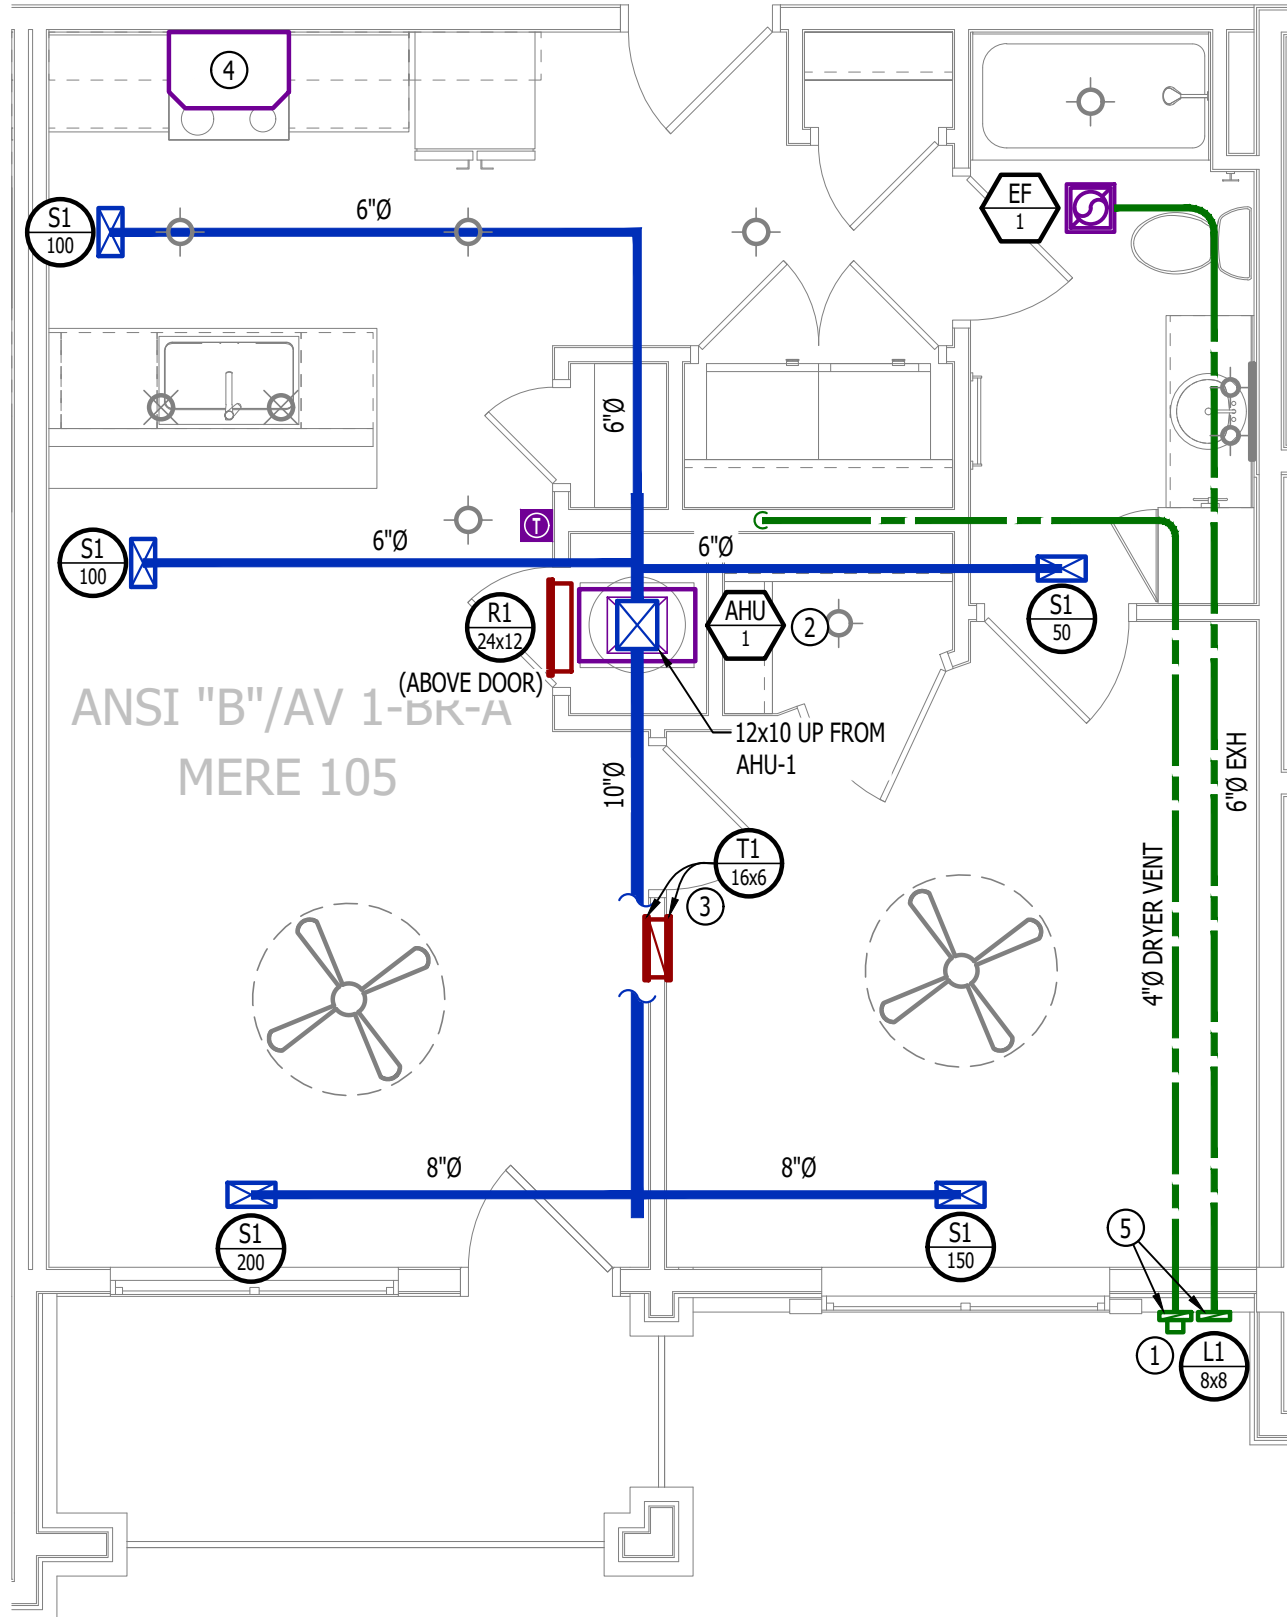 4
EF
1
S1
100
6"Ø
6"Ø
T
S1
100
6"Ø
6"Ø
S1
50
R1
24x12
(ABOVE DOOR)
AHU
1
2
ANSI "B"/AV 1-BR-A
MERE 105
12x10 UP FROM
AHU-1
10"Ø
6"Ø EXH
4"Ø DRYER VENT
T1
16x6
3
8"Ø
8"Ø
S1
200
S1
150
5
1
L1
8x8